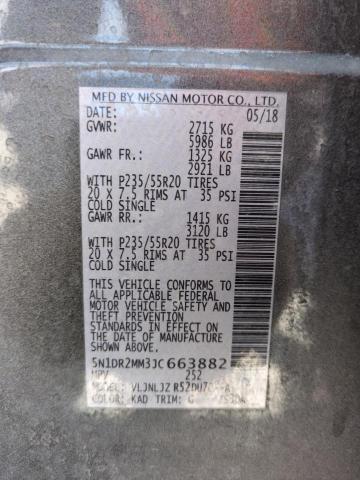 MFD BY NISSAN MOTOR CO., LTD.
DATE: 05/18
GVWR: 2715 KG
5986 LB
GAWR FR.: 1325 KG
2921 LB
WITH P235/55R20 TIRES
20 X 7.5 RIMS AT 35 PSI
COLD SINGLE
GAWR RR: 1415 KG
3120 LB
WITH P235/55R20 TIRES
20 X 7.5 RIMS AT 35 PSI
COLD SINGLE
THIS VEHICLE CONFORMS TO
ALL APPLICABLE FEDERAL
MOTOR VEHICLE SAFETY AND
THEFT PREVENTION
STANDARDS IN EFFECT ON
THE DATE OF MANUFACTURE
SHOWN ABOVE.
5N1DR2MM3JC663882
MPV 252
MODEL:
COLOR: KAD TRIM: G